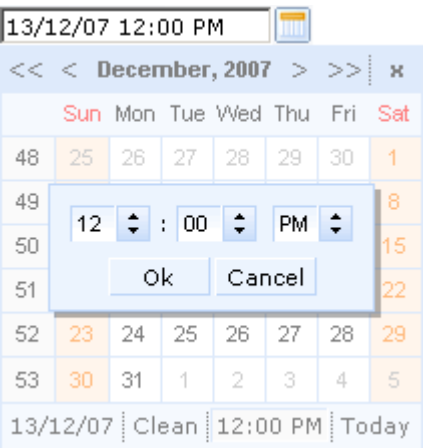 13/12/07 12:00 PM
<< < December, 2007 > >> x
Sun Mon Tue Wed Thu Fri Sat
48 25 26 27 28 29 30 1
49 8
12 : 00 PM
50 15
Ok Cancel
51 22
52 23 24 25 26 27 28 29
53 30 31 1 2 3 4 5
13/12/07 Clean 12:00 PM Today